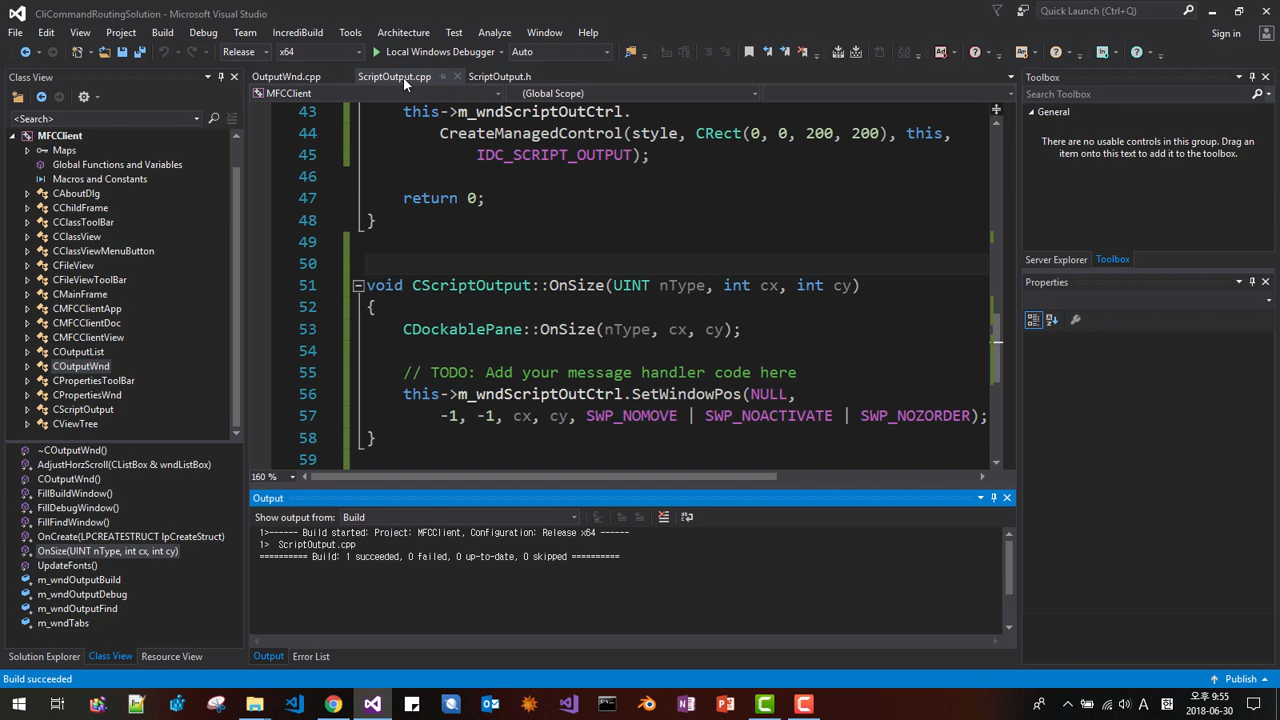 CliCommandRoutingSolution - Microsoft Visual Studio
Quick Launch (Ctrl+Q)
File Edit View Project Build Debug Team IncrediBuild Tools Architecture Test Analyze Window Help
Sign in
Release x64 Local Windows Debugger Auto
Class View
<Search>
MFCClient
Maps
Global Functions and Variables
Macros and Constants
CAboutDlg
CChildFrame
CClassToolBar
CClassView
CClassViewMenuButton
CFileView
CFileViewToolBar
CMainFrame
CMFCClientApp
CMFCClientDoc
CMFCClientView
COutputList
COutputWnd
CPropertiesToolBar
CPropertiesWnd
CScriptOutput
CViewTree
~COutputWnd()
AdjustHorzScroll(CListBox & wndListBox)
COutputWnd()
FillBuildWindow()
FillDebugWindow()
FillFindWindow()
OnCreate(LPCREATESTRUCT lpCreateStruct)
OnSize(UINT nType, int cx, int cy)
UpdateFonts()
m_wndOutputBuild
m_wndOutputDebug
m_wndOutputFind
m_wndTabs
Solution Explorer Class View Resource View
OutputWnd.cpp ScriptOutput.cpp ScriptOutput.h
MFCClient (Global Scope)
43 this->m_wndScriptOutCtrl.
44 CreateManagedControl(style, CRect(0, 0, 200, 200), this,
45 IDC_SCRIPT_OUTPUT);
46
47 return 0;
48 }
49
50
51 void CScriptOutput::OnSize(UINT nType, int cx, int cy)
52 {
53 CDockablePane::OnSize(nType, cx, cy);
54
55 // TODO: Add your message handler code here
56 this->m_wndScriptOutCtrl.SetWindowPos(NULL,
57 -1, -1, cx, cy, SWP_NOMOVE | SWP_NOACTIVATE | SWP_NOZORDER);
58 }
59
160 %
Output
Show output from: Build
1>------ Build started: Project: MFCClient, Configuration: Release x64 ------
1> ScriptOutput.cpp
========== Build: 1 succeeded, 0 failed, 0 up-to-date, 0 skipped ==========
Output Error List
Toolbox
Search Toolbox
General
There are no usable controls in this group. Drag an
item onto this text to add it to the toolbox.
Server Explorer Toolbox
Properties
Build succeeded
Publish
오후 9:55
2018-06-30